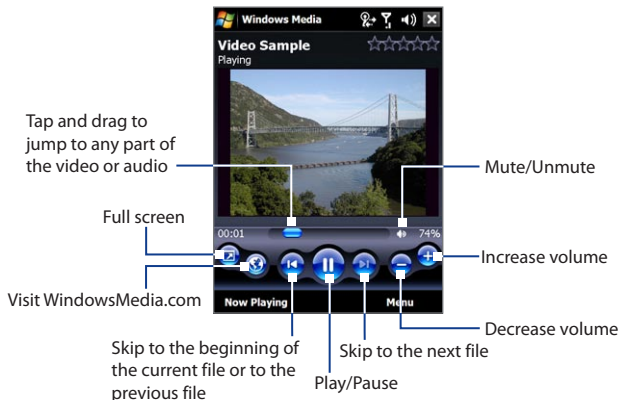 Windows Media
Video Sample
Playing
Tap and drag to
jump to any part of
the video or audio
Mute/Unmute
Full screen
00:01
74%
Increase volume
Visit WindowsMedia.com
Now Playing
Menu
Decrease volume
Skip to the beginning of
the current file or to the
previous file
Skip to the next file
Play/Pause